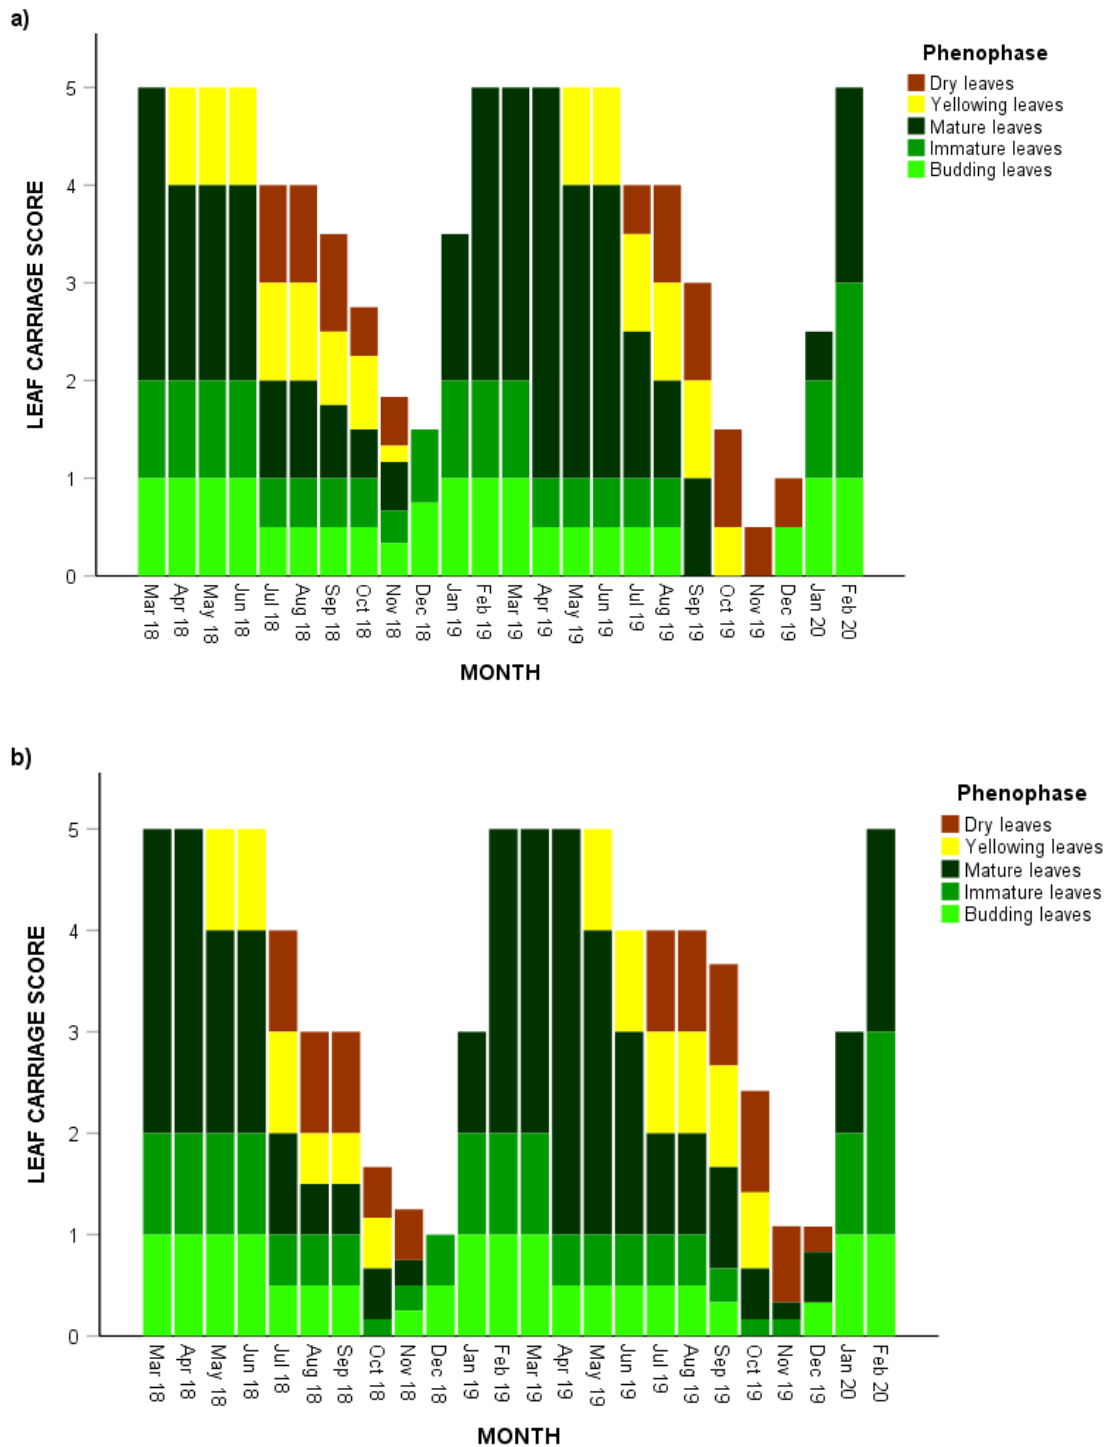 a)
Phenophase
Dry leaves
Yellowing leaves
Mature leaves
Immature leaves
Budding leaves
LEAF CARRIAGE SCORE
5
4
3
2
1
0
Mar 18
Apr 18
May 18
Jun 18
Jul 18
Aug 18
Sep 18
Oct 18
Nov 18
Dec 18
Jan 19
Feb 19
Mar 19
Apr 19
May 19
Jun 19
Jul 19
Aug 19
Sep 19
Oct 19
Nov 19
Dec 19
Jan 20
Feb 20
MONTH
b)
Phenophase
Dry leaves
Yellowing leaves
Mature leaves
Immature leaves
Budding leaves
LEAF CARRIAGE SCORE
5
4
3
2
1
0
Mar 18
Apr 18
May 18
Jun 18
Jul 18
Aug 18
Sep 18
Oct 18
Nov 18
Dec 18
Jan 19
Feb 19
Mar 19
Apr 19
May 19
Jun 19
Jul 19
Aug 19
Sep 19
Oct 19
Nov 19
Dec 19
Jan 20
Feb 20
MONTH